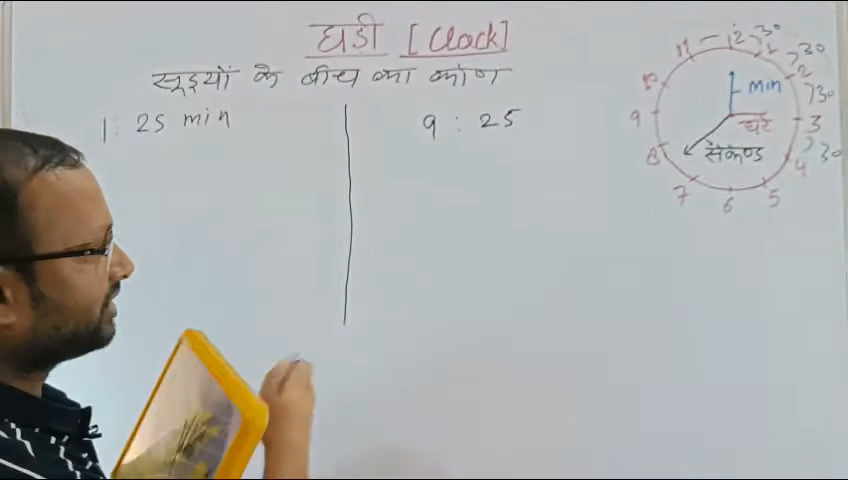 घडी [Clock]
सूइयों के बीच का कोण
1: 25 min
9 : 25
12 30
1 30
2 30
3
4 30
5
6
7
8
9
10
11
min
घंटे
सेकण्ड